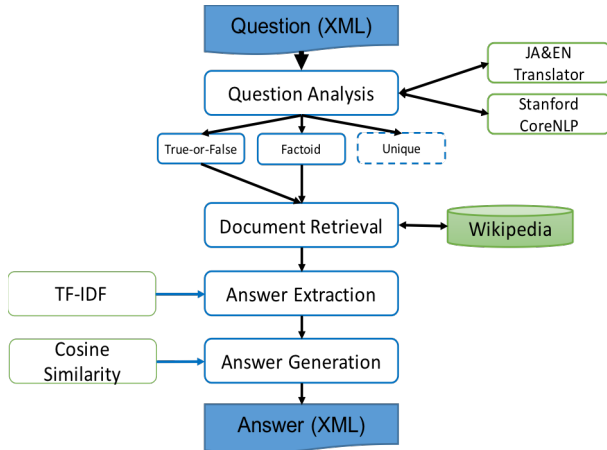 Question (XML)
JA&EN
Translator
Question Analysis
Stanford
CoreNLP
True-or-False
Factoid
Unique
Document Retrieval
Wikipedia
TF-IDF
Answer Extraction
Cosine
Similarity
Answer Generation
Answer (XML)